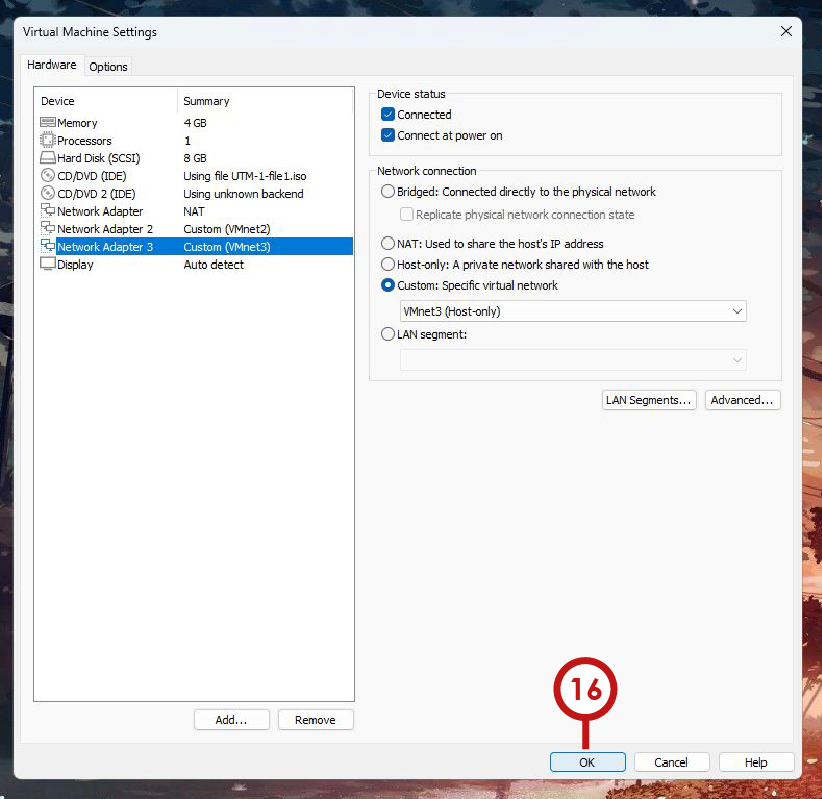 Virtual Machine Settings
Hardware
Options
Device Summary
Memory 4 GB
Processors 1
Hard Disk (SCSI) 8 GB
CD/DVD (IDE) Using file UTM-1-file1.iso
CD/DVD 2 (IDE) Using unknown backend
Network Adapter NAT
Network Adapter 2 Custom (VMnet2)
Network Adapter 3 Custom (VMnet3)
Display Auto detect
Add...
Remove
Device status
Connected
Connect at power on
Network connection
Bridged: Connected directly to the physical network
Replicate physical network connection state
NAT: Used to share the host's IP address
Host-only: A private network shared with the host
Custom: Specific virtual network
VMnet3 (Host-only)
LAN segment:
LAN Segments...
Advanced...
16
OK
Cancel
Help